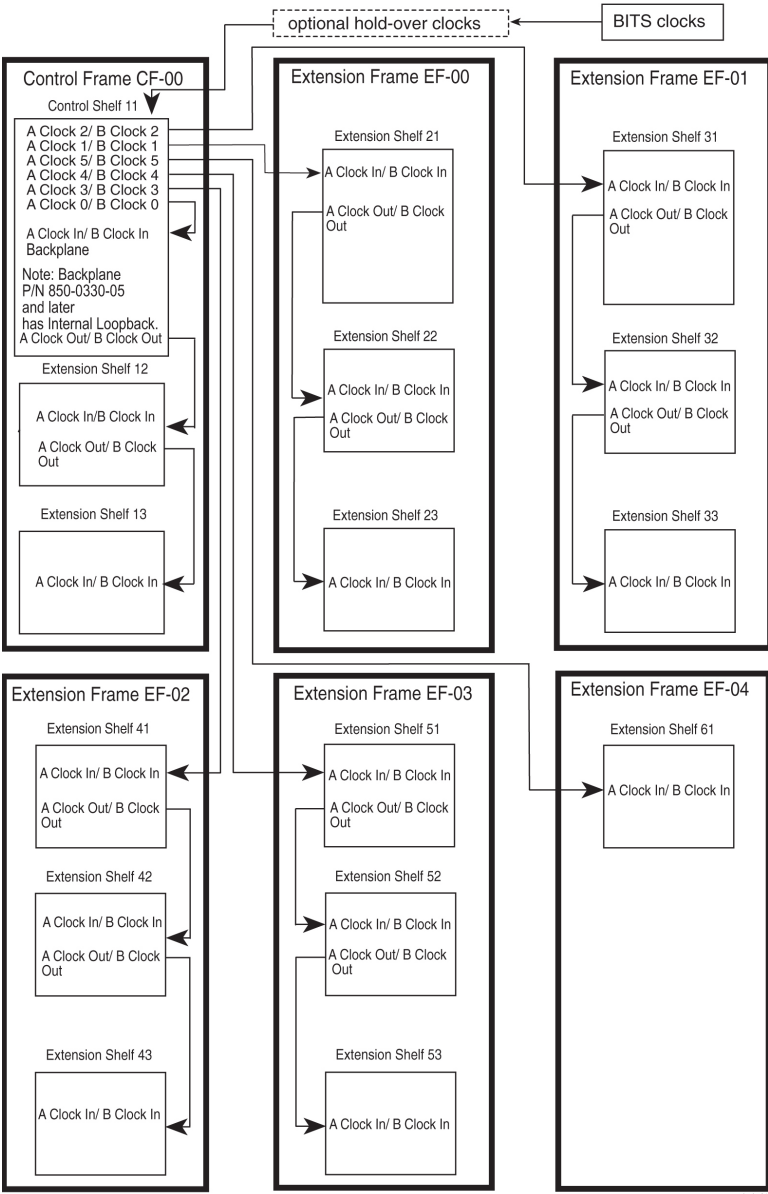 optional hold-over clocks
BITS clocks
Control Frame CF-00
Control Shelf 11
A Clock 2/ B Clock 2
A Clock 1/ B Clock 1
A Clock 5/ B Clock 5
A Clock 4/ B Clock 4
A Clock 3/ B Clock 3
A Clock 0/ B Clock 0
A Clock In/ B Clock In
Backplane
Note: Backplane
P/N 850-0330-05
and later
has Internal Loopback.
A Clock Out/ B Clock Out
Extension Shelf 12
A Clock In/B Clock In
A Clock Out/ B Clock
Out
Extension Shelf 13
A Clock In/ B Clock In
Extension Frame EF-00
Extension Shelf 21
A Clock In/ B Clock In
A Clock Out/ B Clock
Out
Extension Shelf 22
A Clock In/ B Clock In
A Clock Out/ B Clock
Out
Extension Shelf 23
A Clock In/ B Clock In
Extension Frame EF-01
Extension Shelf 31
A Clock In/ B Clock In
A Clock Out/ B Clock
Out
Extension Shelf 32
A Clock In/ B Clock In
A Clock Out/ B Clock
Out
Extension Shelf 33
A Clock In/ B Clock In
Extension Frame EF-02
Extension Shelf 41
A Clock In/ B Clock In
A Clock Out/ B Clock
Out
Extension Shelf 42
A Clock In/ B Clock In
A Clock Out/ B Clock
Out
Extension Shelf 43
A Clock In/ B Clock In
Extension Frame EF-03
Extension Shelf 51
A Clock In/ B Clock In
A Clock Out/ B Clock
Out
Extension Shelf 52
A Clock In/ B Clock In
A Clock Out/ B Clock
Out
Extension Shelf 53
A Clock In/ B Clock In
Extension Frame EF-04
Extension Shelf 61
A Clock In/ B Clock In